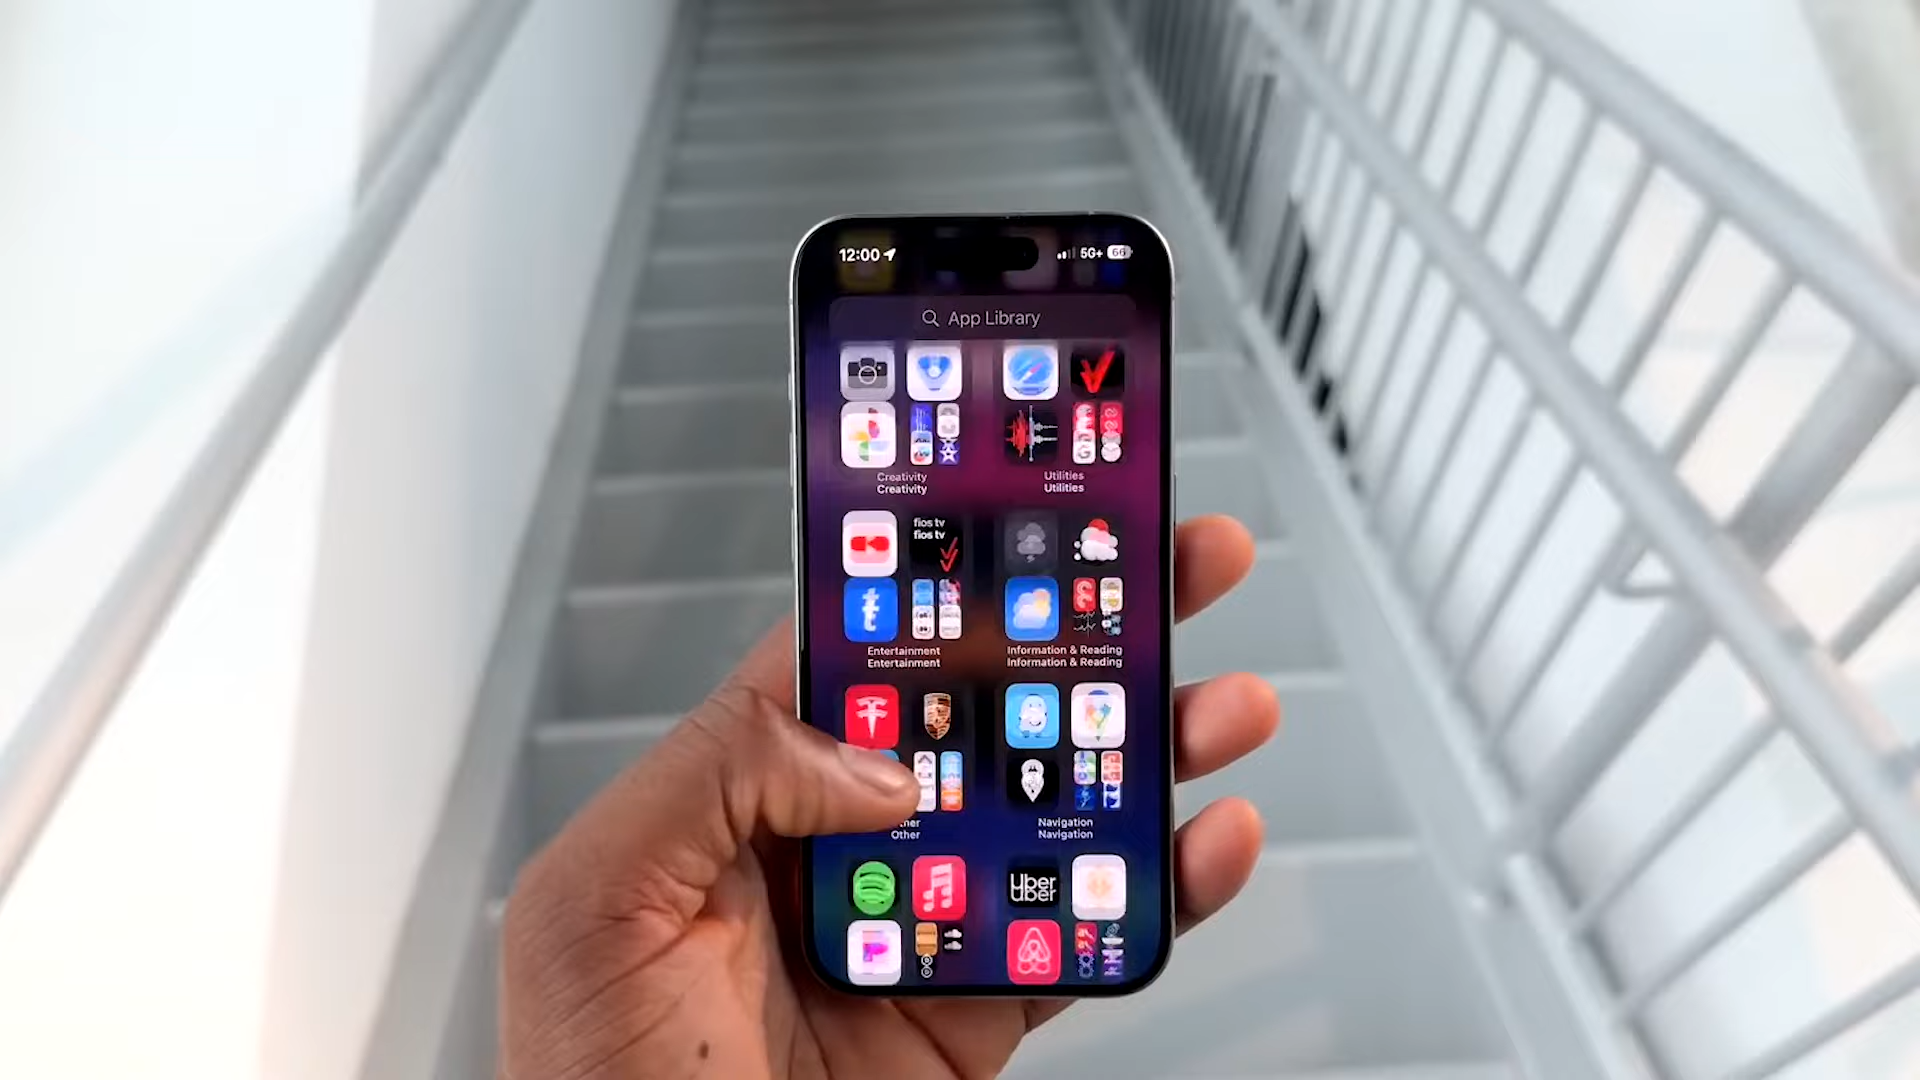 12:00
5G+ 66
App Library
Creativity
Creativity
Utilities
Utilities
fios tv
fios tv
G
t
Entertainment
Entertainment
Information & Reading
Information & Reading
Other
Navigation
Navigation
Uber
Uber
P